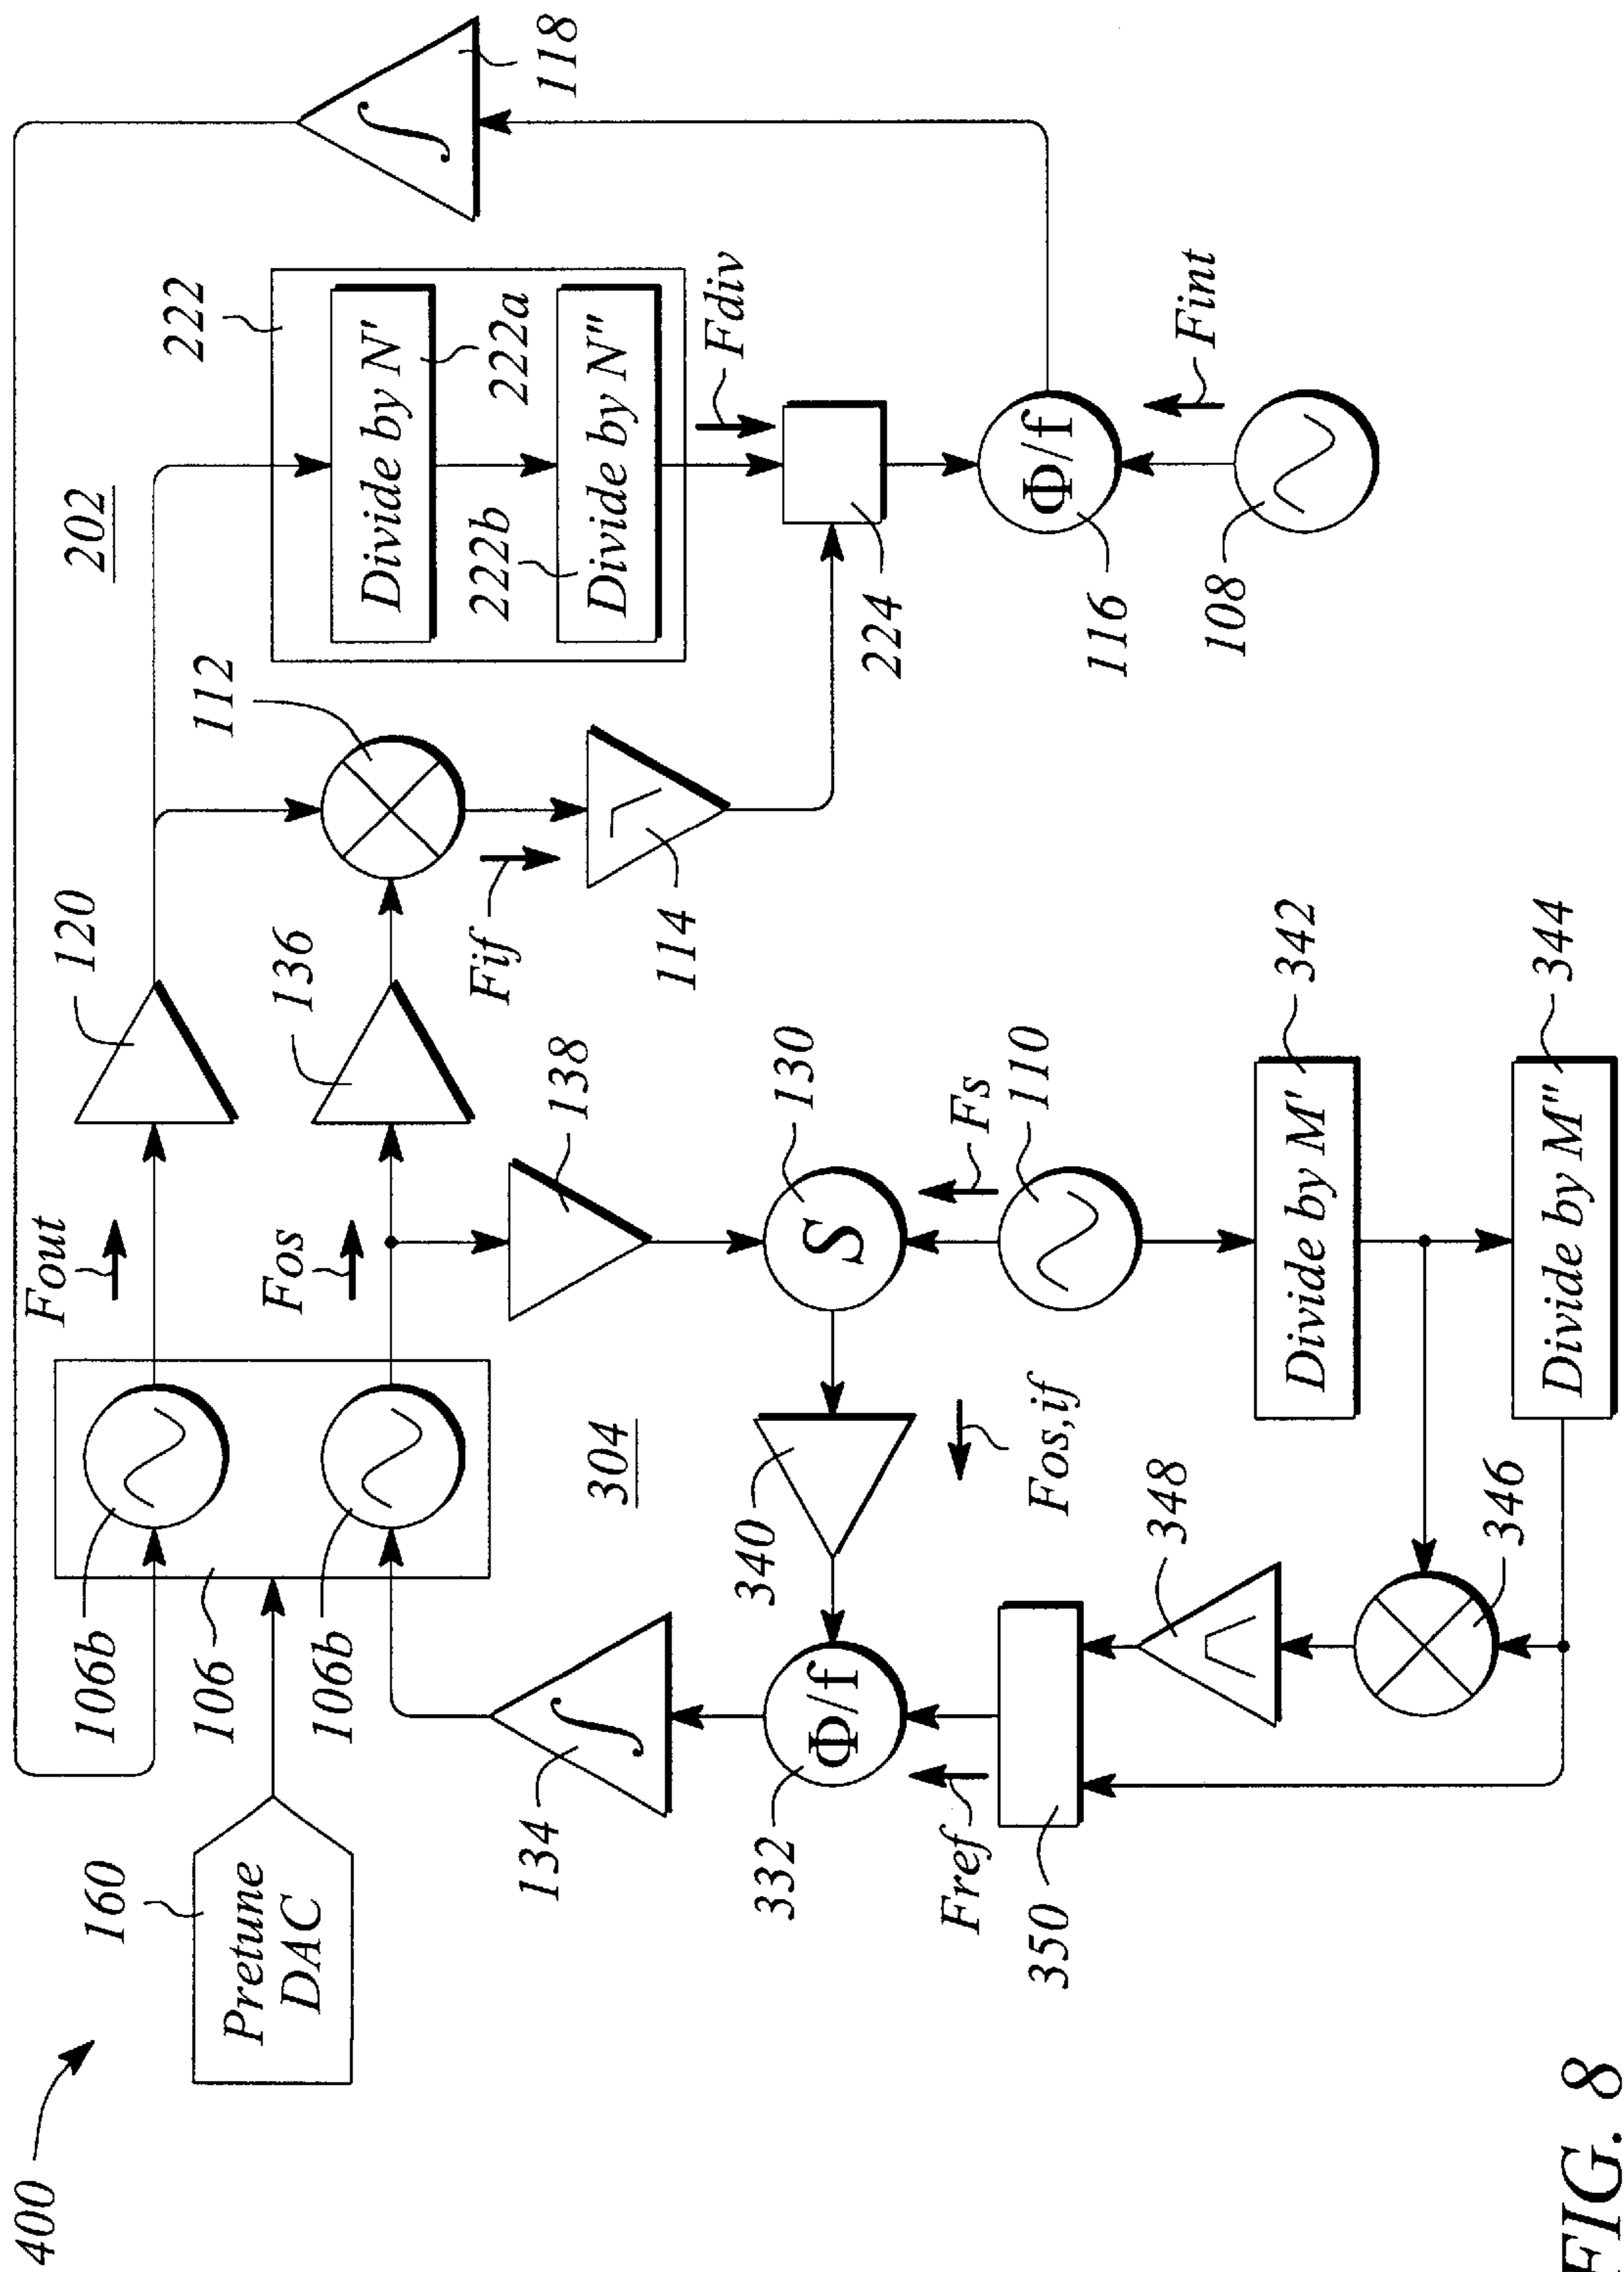 400
160
Pretune
DAC
106b
106
106b
Fout
Fos
120
136
138
112
202
222
Divide by N'
222a
222b
Divide by N"
Fdiv
118
Fif
114
224
Φ/f
116
Fint
108
304
134
∫
∫
Φ/f
332
340
S
130
Fs
110
Fos,if
Fref
350
348
346
Divide by M'
342
Divide by M"
344
FIG. 8